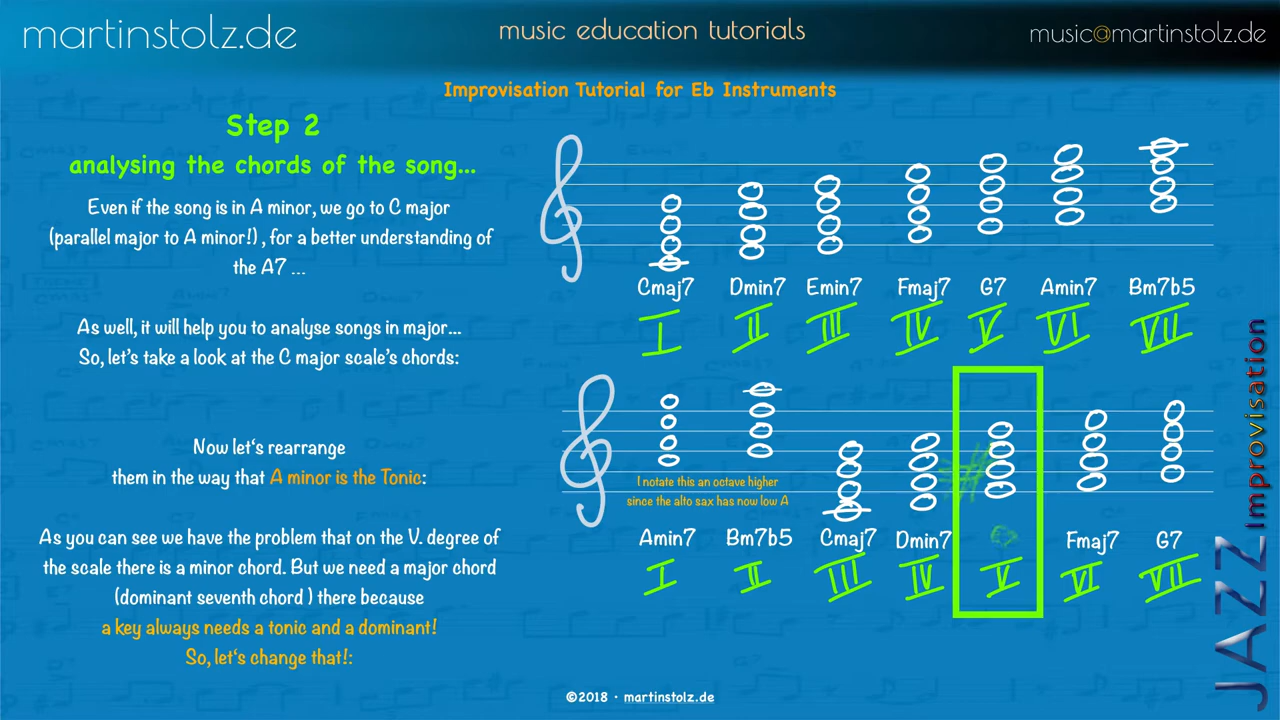 martinstolz.de
music education tutorials
music@martinstolz.de
Improvisation Tutorial for Eb Instruments
Step 2
analysing the chords of the song...
Even if the song is in A minor, we go to C major
(parallel major to A minor!) , for a better understanding of
the A7 ...
As well, it will help you to analyse songs in major...
So, let's take a look at the C major scale's chords:
Now let's rearrange
them in the way that A minor is the Tonic:
As you can see we have the problem that on the V. degree of
the scale there is a minor chord. But we need a major chord
(dominant seventh chord ) there because
a key always needs a tonic and a dominant!
So, let's change that!:
Cmaj7 Dmin7 Emin7 Fmaj7 G7 Amin7 Bm7b5
I II III IV V VI VII
I notate this an octave higher
since the alto sax has now low A
Amin7 Bm7b5 Cmaj7 Dmin7 Fmaj7 G7
I II III IV V VI VII
JAZZ Improvisation
©2018 · martinstolz.de